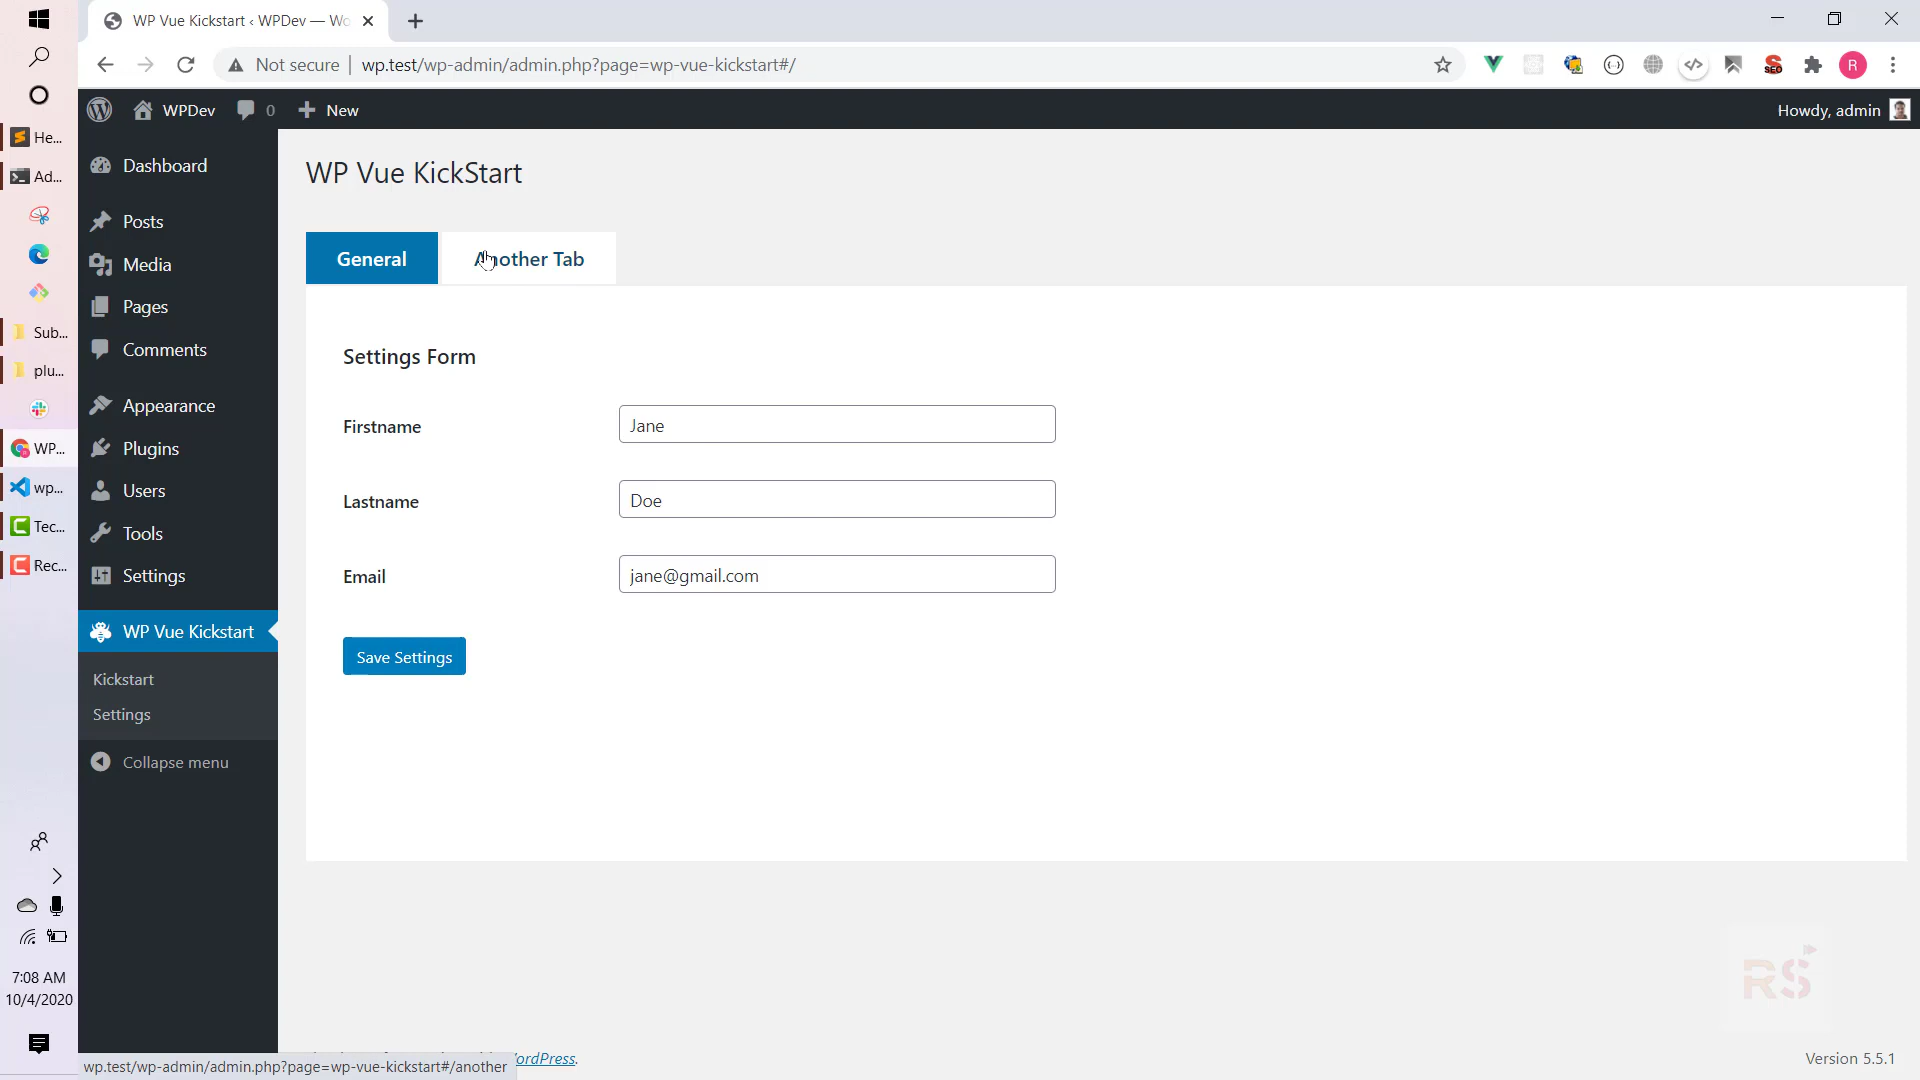 WP Vue Kickstart ‹ WPDev — Wo
Not secure | wp.test/wp-admin/admin.php?page=wp-vue-kickstart#/
R
SEO
WPDev 0 New
Howdy, admin
He...
Ad...
Sub...
plu...
WP...
wp...
Tec...
Rec...
7:08 AM
10/4/2020
Dashboard
Posts
Media
Pages
Comments
Appearance
Plugins
Users
Tools
Settings
WP Vue Kickstart
Kickstart
Settings
Collapse menu
WP Vue KickStart
General
Another Tab
Settings Form
Firstname
Jane
Lastname
Doe
Email
jane@gmail.com
Save Settings
RS
ordPress.
Version 5.5.1
wp.test/wp-admin/admin.php?page=wp-vue-kickstart#/another